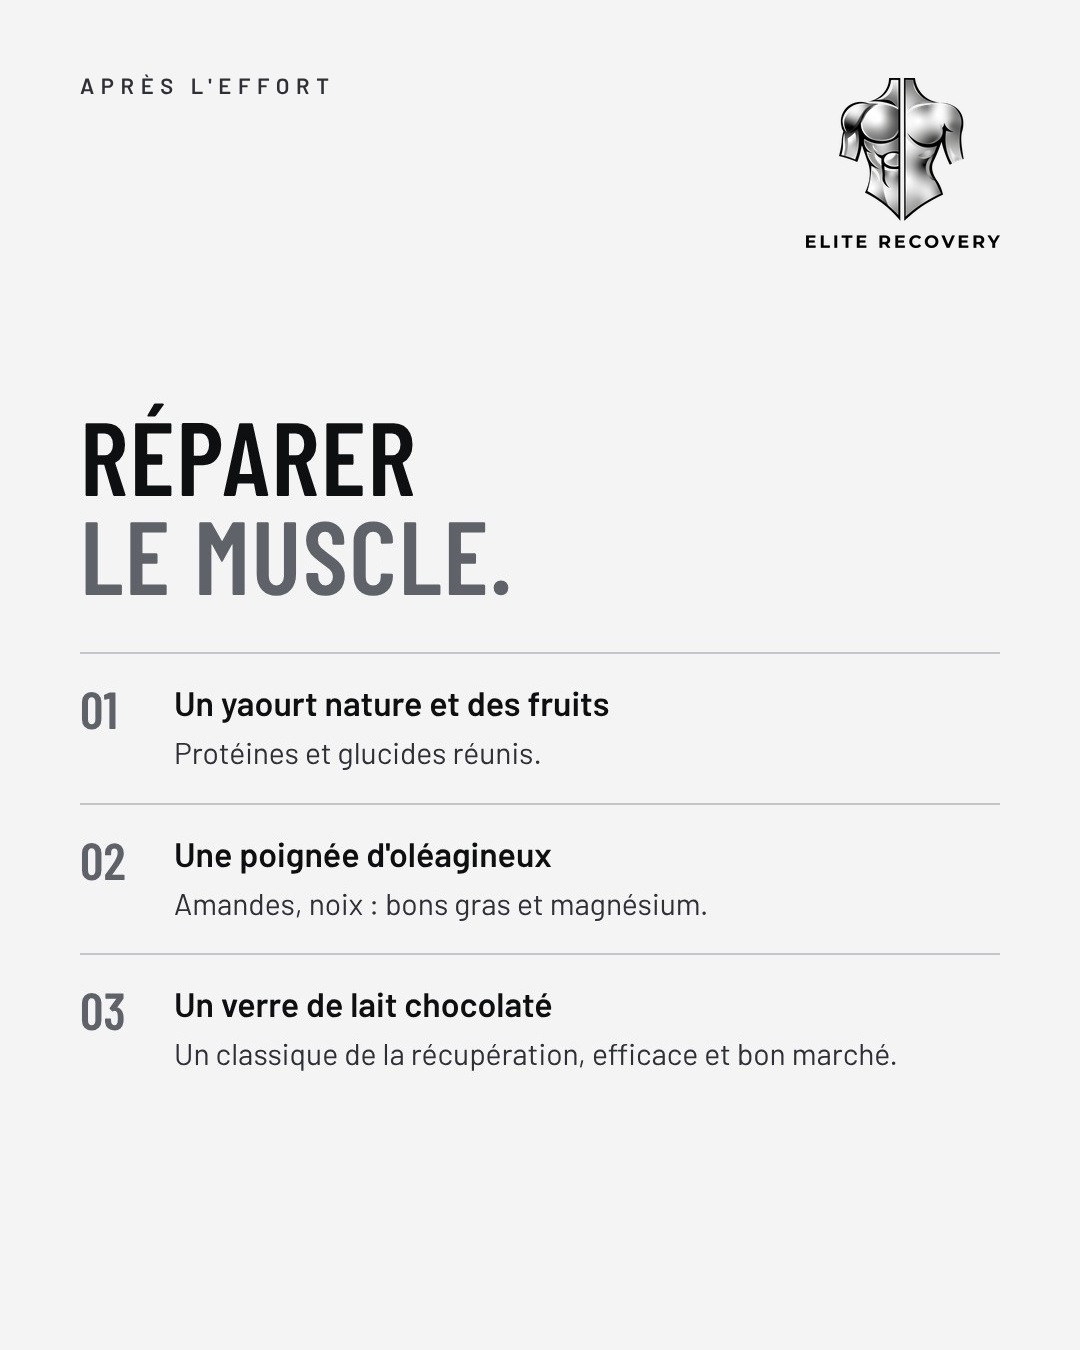 APRÈS L'EFFORT
ELITE RECOVERY
RÉPARER
LE MUSCLE.
01
Un yaourt nature et des fruits
Protéines et glucides réunis.
02
Une poignée d'oléagineux
Amandes, noix : bons gras et magnésium.
03
Un verre de lait chocolaté
Un classique de la récupération, efficace et bon marché.